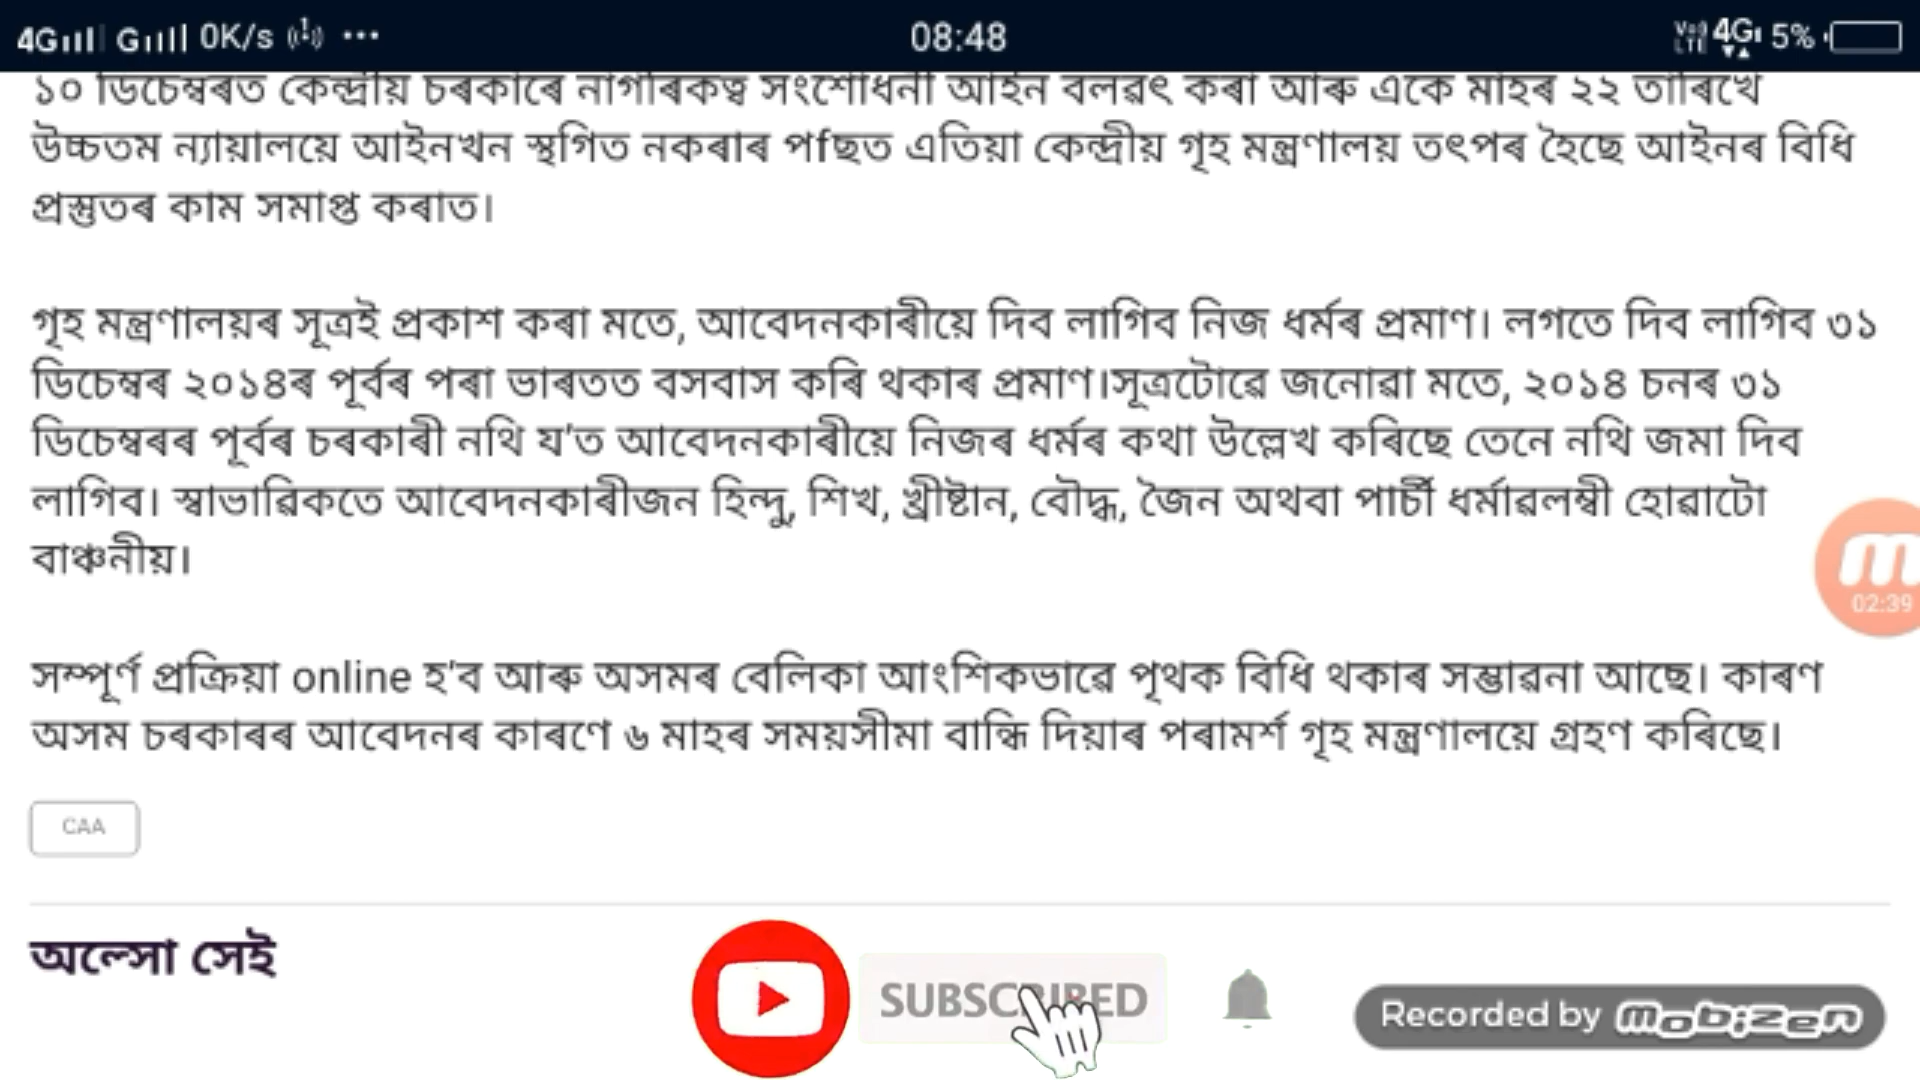 4G G 0K/s ••• 08:48 VoLTE 4G 5%
১০ ডিচেম্বৰত কেন্দ্ৰীয় চৰকাৰে নাগৰিকত্ব সংশোধনী আইন বলৱৎ কৰা আৰু একে মাহৰ ২২ তাৰিখে
উচ্চতম ন্যায়ালয়ে আইনখন স্থগিত নকৰাৰ পাছত এতিয়া কেন্দ্ৰীয় গৃহ মন্ত্ৰণালয় তৎপৰ হৈছে আইনৰ বিধি
প্ৰস্তুতৰ কাম সমাপ্ত কৰাত।
গৃহ মন্ত্ৰণালয়ৰ সূত্ৰই প্ৰকাশ কৰা মতে, আবেদনকাৰীয়ে দিব লাগিব নিজ ধৰ্মৰ প্ৰমাণ। লগতে দিব লাগিব ৩১
ডিচেম্বৰ ২০১৪ৰ পূৰ্বৰ পৰা ভাৰতত বসবাস কৰি থকাৰ প্ৰমাণ।সূত্ৰটোৱে জনোৱা মতে, ২০১৪ চনৰ ৩১
ডিচেম্বৰৰ পূৰ্বৰ চৰকাৰী নথি য'ত আবেদনকাৰীয়ে নিজৰ ধৰ্মৰ কথা উল্লেখ কৰিছে তেনে নথি জমা দিব
লাগিব। স্বাভাৱিকতে আবেদনকাৰীজন হিন্দু, শিখ, খ্ৰীষ্টান, বৌদ্ধ, জৈন অথবা পাৰ্চী ধৰ্মাৱলম্বী হোৱাটো
বাঞ্চনীয়।
02:39
সম্পূৰ্ণ প্ৰক্ৰিয়া online হ'ব আৰু অসমৰ বেলিকা আংশিকভাৱে পৃথক বিধি থকাৰ সম্ভাৱনা আছে। কাৰণ
অসম চৰকাৰৰ আবেদনৰ কাৰণে ৬ মাহৰ সময়সীমা বান্ধি দিয়াৰ পৰামৰ্শ গৃহ মন্ত্ৰণালয়ে গ্ৰহণ কৰিছে।
CAA
অল্সো সেই
SUBSCRIBED
Recorded by mobizen